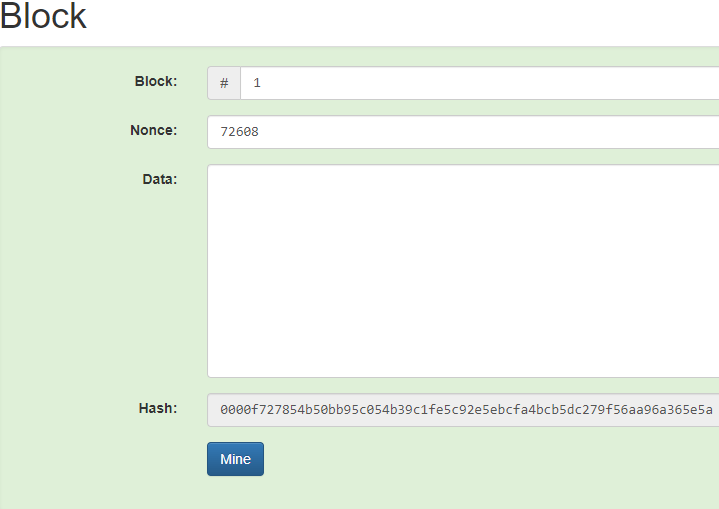 Block
Block: # 1
Nonce: 72608
Data:
Hash: 0000f727854b50bb95c054b39c1fe5c92e5ebcfa4bcb5dc279f56aa96a365e5a
Mine